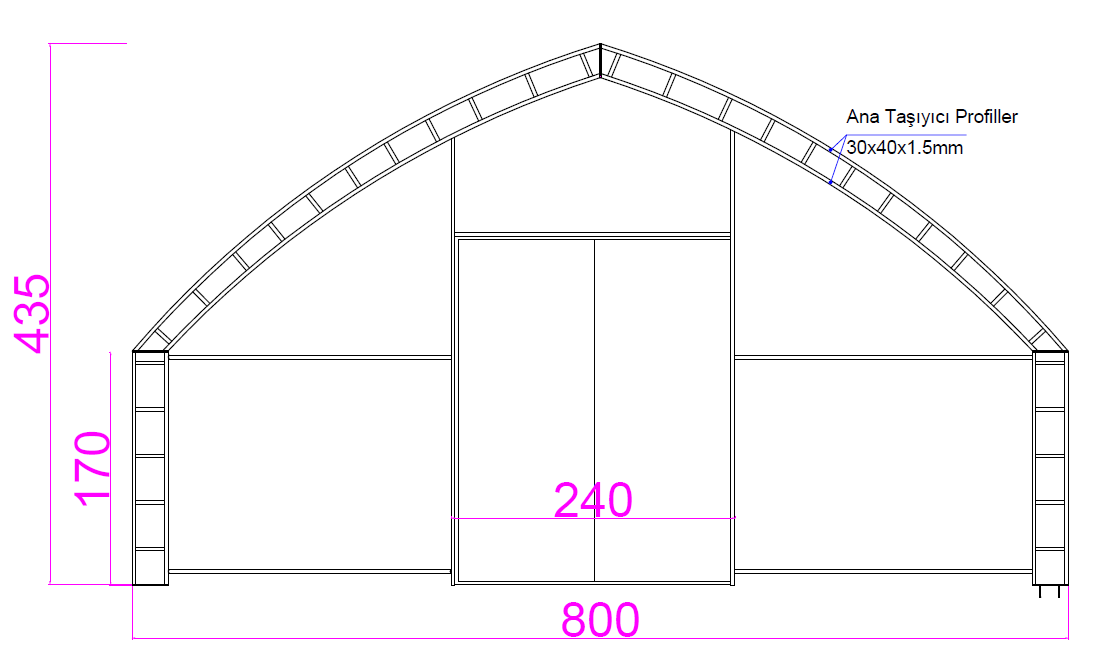 Ana Taşıyıcı Profiller
30x40x1.5mm
435
170
240
800